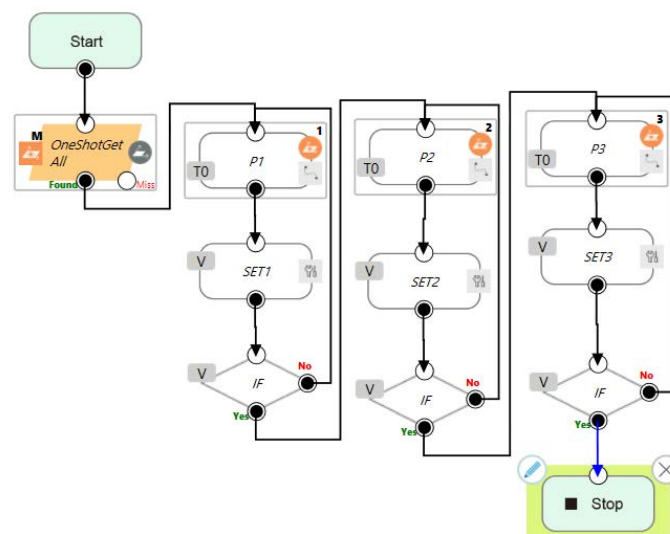 Start
M
OneShotGet
All
Found
Miss
1
P1
T0
V
SET1
V
IF
No
Yes
2
P2
T0
V
SET2
V
IF
No
Yes
3
P3
T0
V
SET3
V
IF
No
Yes
Stop